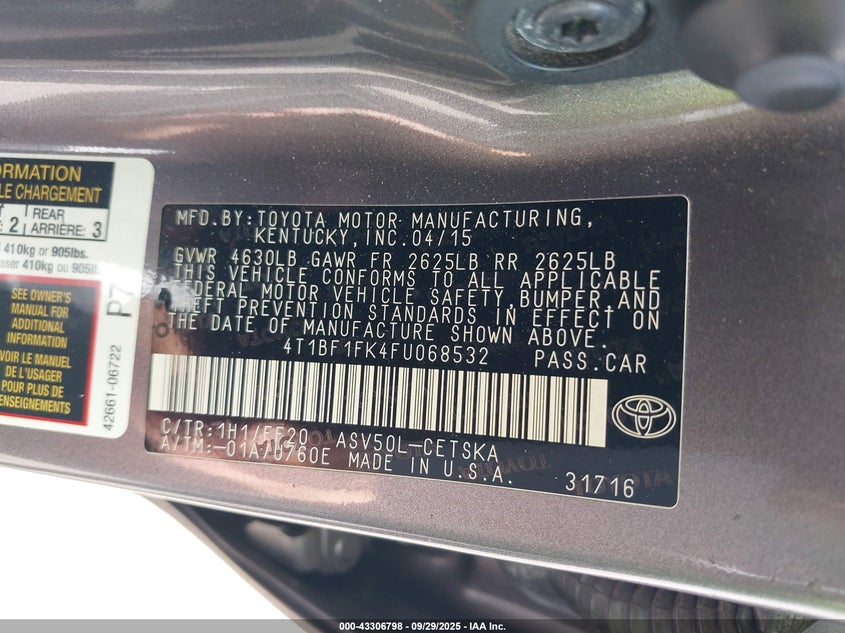 ORMATION
LE CHARGEMENT
2
REAR
ARRIÈRE: 3
410kg or 905lbs.
sser 410kg ou 905lb
SEE OWNER'S
MANUAL FOR
ADDITIONAL
INFORMATION
VOIR LE MANUEL
DE L'USAGER
POUR PLUS DE
RENSEIGNEMENTS
P7
42661-06722
MFD. BY: TOYOTA MOTOR MANUFACTURING,
KENTUCKY, INC. 04/15
GVWR 4630LB GAWR FR 2625LB RR 2625LB
THIS VEHICLE CONFORMS TO ALL APPLICABLE
FEDERAL MOTOR VEHICLE SAFETY, BUMPER, AND
THEFT PREVENTION STANDARDS IN EFFECT ON
THE DATE OF MANUFACTURE SHOWN ABOVE.
4T1BF1FK4FU068532 PASS. CAR
C/TR: 1H1/FF20 ASV50L-CETSKA
A/TM: -01A/U760E MADE IN U.S.A.
31716
000-43306798 - 09/29/2025 - IAA Inc.